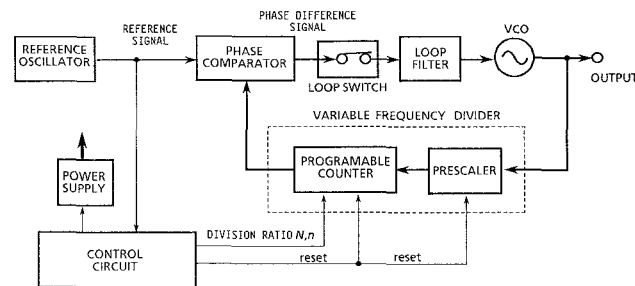 PHASE DIFFERENCE
SIGNAL
REFERENCE
SIGNAL
VCO
REFERENCE
OSCILLATOR
PHASE
COMPARATOR
LOOP SWITCH
LOOP
FILTER
OUTPUT
VARIABLE FREQUENCY DIVIDER
PROGRAMABLE
COUNTER
PRESCALER
POWER
SUPPLY
DIVISION RATIO N,n
CONTROL
CIRCUIT
reset
reset